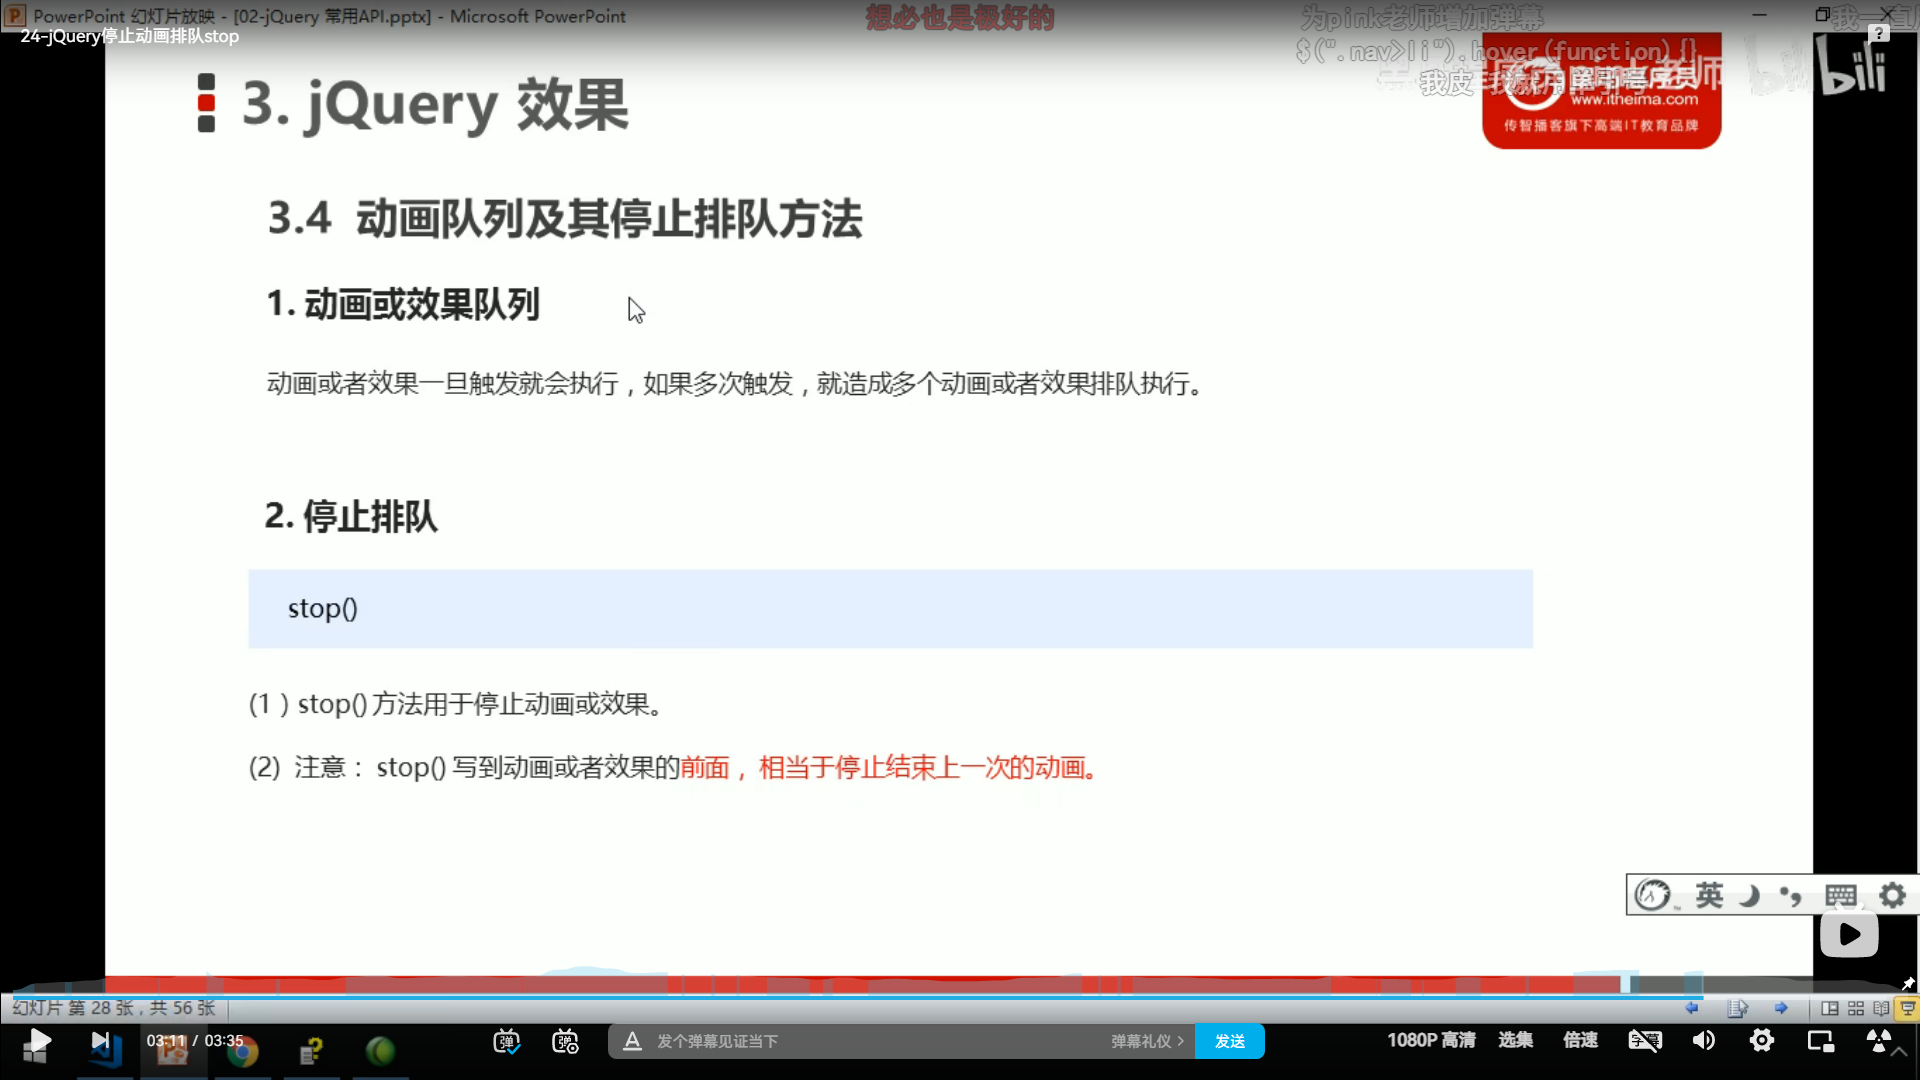 PowerPoint 幻灯片放映 - [02-jQuery 常用API.pptx] - Microsoft PowerPoint
24-jQuery停止动画排队stop
想必也是极好的
为pink老师增加弹幕
$(".nav>li").hover(function(){}
bili
3. jQuery 效果
www.itheima.com
传智播客旗下高端IT教育品牌
3.4 动画队列及其停止排队方法
1. 动画或效果队列
动画或者效果一旦触发就会执行，如果多次触发，就造成多个动画或者效果排队执行。
2. 停止排队
stop()
(1 ) stop() 方法用于停止动画或效果。
(2) 注意： stop() 写到动画或者效果的前面， 相当于停止结束上一次的动画。
英
幻灯片 第 28 张，共 56 张
03:11 / 03:35
发个弹幕见证当下
弹幕礼仪 >
发送
1080P 高清
选集
倍速